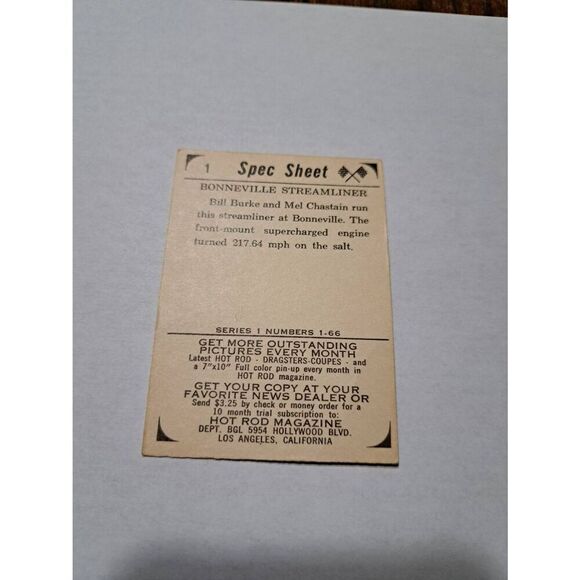 1 Spec Sheet
BONNEVILLE STREAMLINER
Bill Burke and Mel Chastain run
this streamliner at Bonneville. The
front-mount supercharged engine
turned 217.64 mph on the salt.
SERIES 1 NUMBERS 1-66
GET MORE OUTSTANDING
PICTURES EVERY MONTH
Latest HOT ROD - DRAGSTERS-COUPES - and
a 7"x10" Full color pin-up every month in
HOT ROD magazine.
GET YOUR COPY AT YOUR
FAVORITE NEWS DEALER OR
Send $3.25 by check or money order for a
10 month trial subscription to:
HOT ROD MAGAZINE
DEPT. BGL 5954 HOLLYWOOD BLVD.
LOS ANGELES, CALIFORNIA